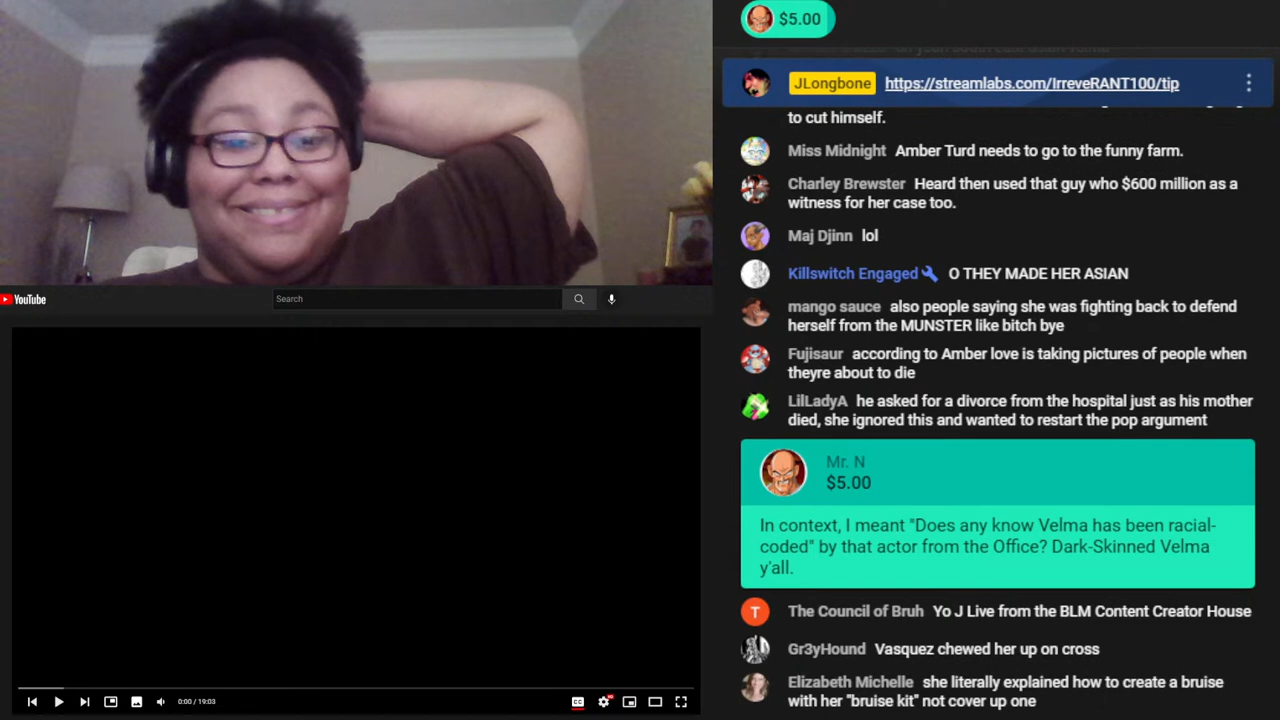 $5.00
JLongbone https://streamlabs.com/IrreveRANT100/tip
to cut himself.
Miss Midnight Amber Turd needs to go to the funny farm.
Charley Brewster Heard then used that guy who $600 million as a
witness for her case too.
Maj Djinn lol
Killswitch Engaged O THEY MADE HER ASIAN
mango sauce also people saying she was fighting back to defend
herself from the MUNSTER like bitch bye
Fujisaur according to Amber love is taking pictures of people when
theyre about to die
LilLadyA he asked for a divorce from the hospital just as his mother
died, she ignored this and wanted to restart the pop argument
Mr. N
$5.00
In context, I meant "Does any know Velma has been racial-
coded" by that actor from the Office? Dark-Skinned Velma
y'all.
T The Council of Bruh Yo J Live from the BLM Content Creator House
Gr3yHound Vasquez chewed her up on cross
Elizabeth Michelle she literally explained how to create a bruise
with her "bruise kit" not cover up one
YouTube
Search
0:00 / 19:03
CC
HD